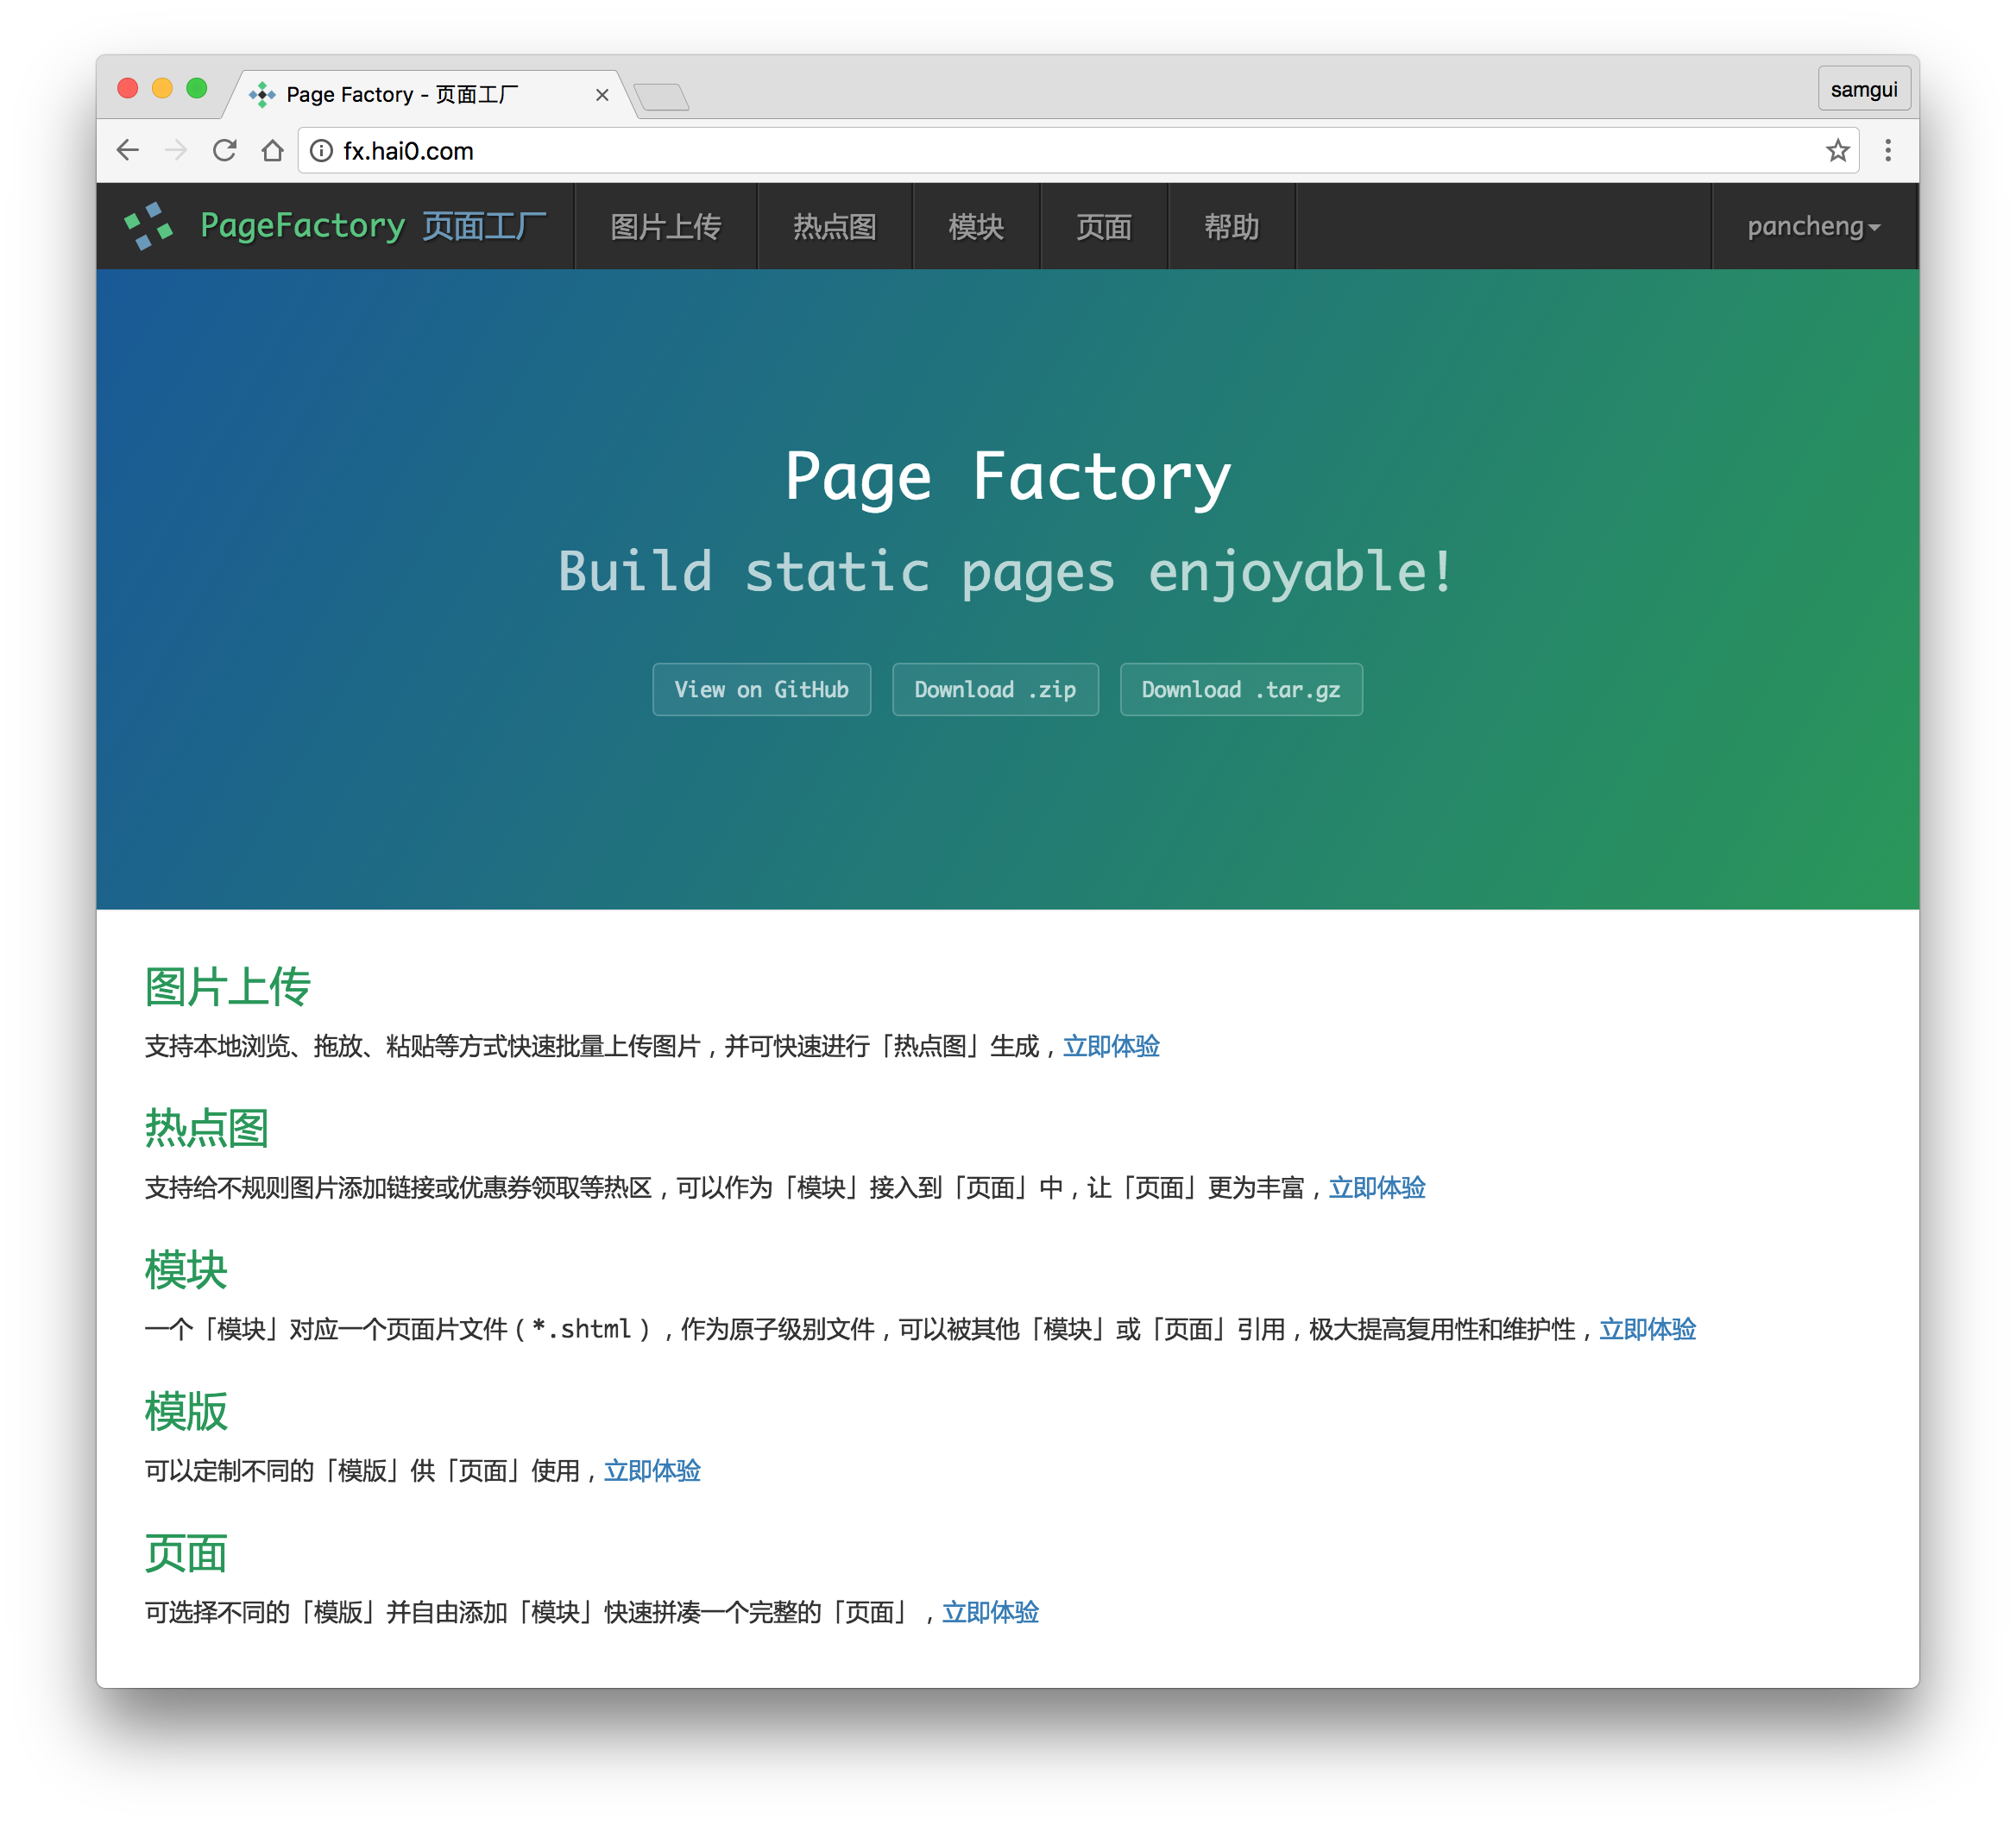 Page Factory - 页面工厂
samgui
fx.hai0.com
PageFactory 页面工厂 图片上传 热点图 模块 页面 帮助 pancheng
Page Factory
Build static pages enjoyable!
View on GitHub Download .zip Download .tar.gz
图片上传
支持本地浏览、拖放、粘贴等方式快速批量上传图片，并可快速进行「热点图」生成，立即体验
热点图
支持给不规则图片添加链接或优惠券领取等热区，可以作为「模块」接入到「页面」中，让「页面」更为丰富，立即体验
模块
一个「模块」对应一个页面片文件（*.shtml），作为原子级别文件，可以被其他「模块」或「页面」引用，极大提高复用性和维护性，立即体验
模版
可以定制不同的「模版」供「页面」使用，立即体验
页面
可选择不同的「模版」并自由添加「模块」快速拼凑一个完整的「页面」，立即体验